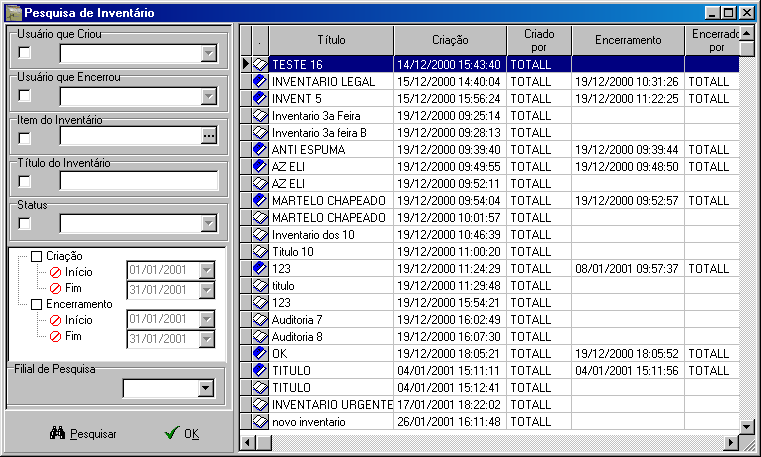 Pesquisa de Inventário
Usuário que Criou
Usuário que Encerrou
Item do Inventário
...
Título do Inventário
Status
Criação
Início 01/01/2001
Fim 31/01/2001
Encerramento
Início 01/01/2001
Fim 31/01/2001
Filial de Pesquisa
Pesquisar OK
. Título Criação Criado por Encerramento Encerrado por
TESTE 16 14/12/2000 15:43:40 TOTALL
INVENTARIO LEGAL 15/12/2000 14:40:04 TOTALL 19/12/2000 10:31:26 TOTALL
INVENT 5 15/12/2000 15:56:24 TOTALL 19/12/2000 11:22:25 TOTALL
Inventario 3a Feira 19/12/2000 09:25:14 TOTALL
Inventario 3a feira B 19/12/2000 09:28:13 TOTALL
ANTI ESPUMA 19/12/2000 09:39:40 TOTALL 19/12/2000 09:39:44 TOTALL
AZ ELI 19/12/2000 09:49:55 TOTALL 19/12/2000 09:48:50 TOTALL
AZ ELI 19/12/2000 09:52:11 TOTALL
MARTELO CHAPEADO 19/12/2000 09:54:04 TOTALL 19/12/2000 09:52:57 TOTALL
MARTELO CHAPEADO 19/12/2000 10:01:57 TOTALL
Inventario dos 10 19/12/2000 10:46:39 TOTALL
Titulo 10 19/12/2000 11:00:20 TOTALL
123 19/12/2000 11:24:29 TOTALL 08/01/2001 09:57:37 TOTALL
titulo 19/12/2000 11:29:48 TOTALL
123 19/12/2000 15:54:21 TOTALL
Auditoria 7 19/12/2000 16:02:49 TOTALL
Auditoria 8 19/12/2000 16:07:30 TOTALL
OK 19/12/2000 18:05:21 TOTALL 19/12/2000 18:05:52 TOTALL
TITULO 04/01/2001 15:11:11 TOTALL 04/01/2001 15:11:56 TOTALL
TITULO 04/01/2001 15:12:41 TOTALL
INVENTARIO URGENTE 17/01/2001 18:22:02 TOTALL
novo inventario 26/01/2001 16:11:48 TOTALL